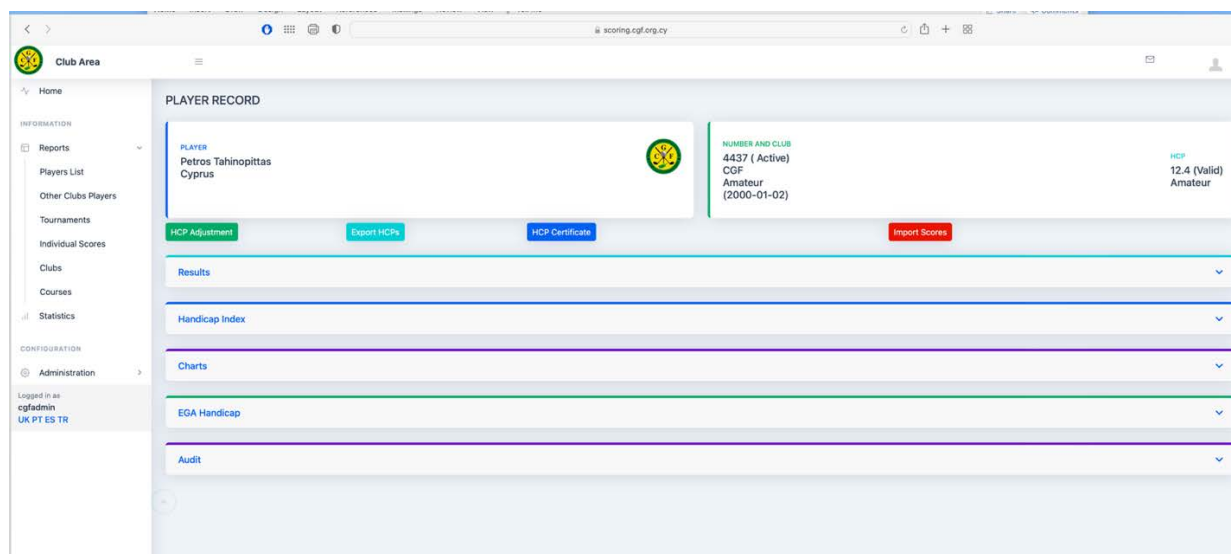 scoring.cgf.org.cy
Club Area
Home
INFORMATION
Reports
Players List
Other Clubs Players
Tournaments
Individual Scores
Clubs
Courses
Statistics
CONFIGURATION
Administration
Logged in as
cgfadmin
UK PT ES TR
PLAYER RECORD
PLAYER
Petros Tahinopittas
Cyprus
NUMBER AND CLUB
4437 ( Active)
CGF
Amateur
(2000-01-02)
HCP
12.4 (Valid)
Amateur
HCP Adjustment
Export HCPs
HCP Certificate
Import Scores
Results
Handicap Index
Charts
EGA Handicap
Audit